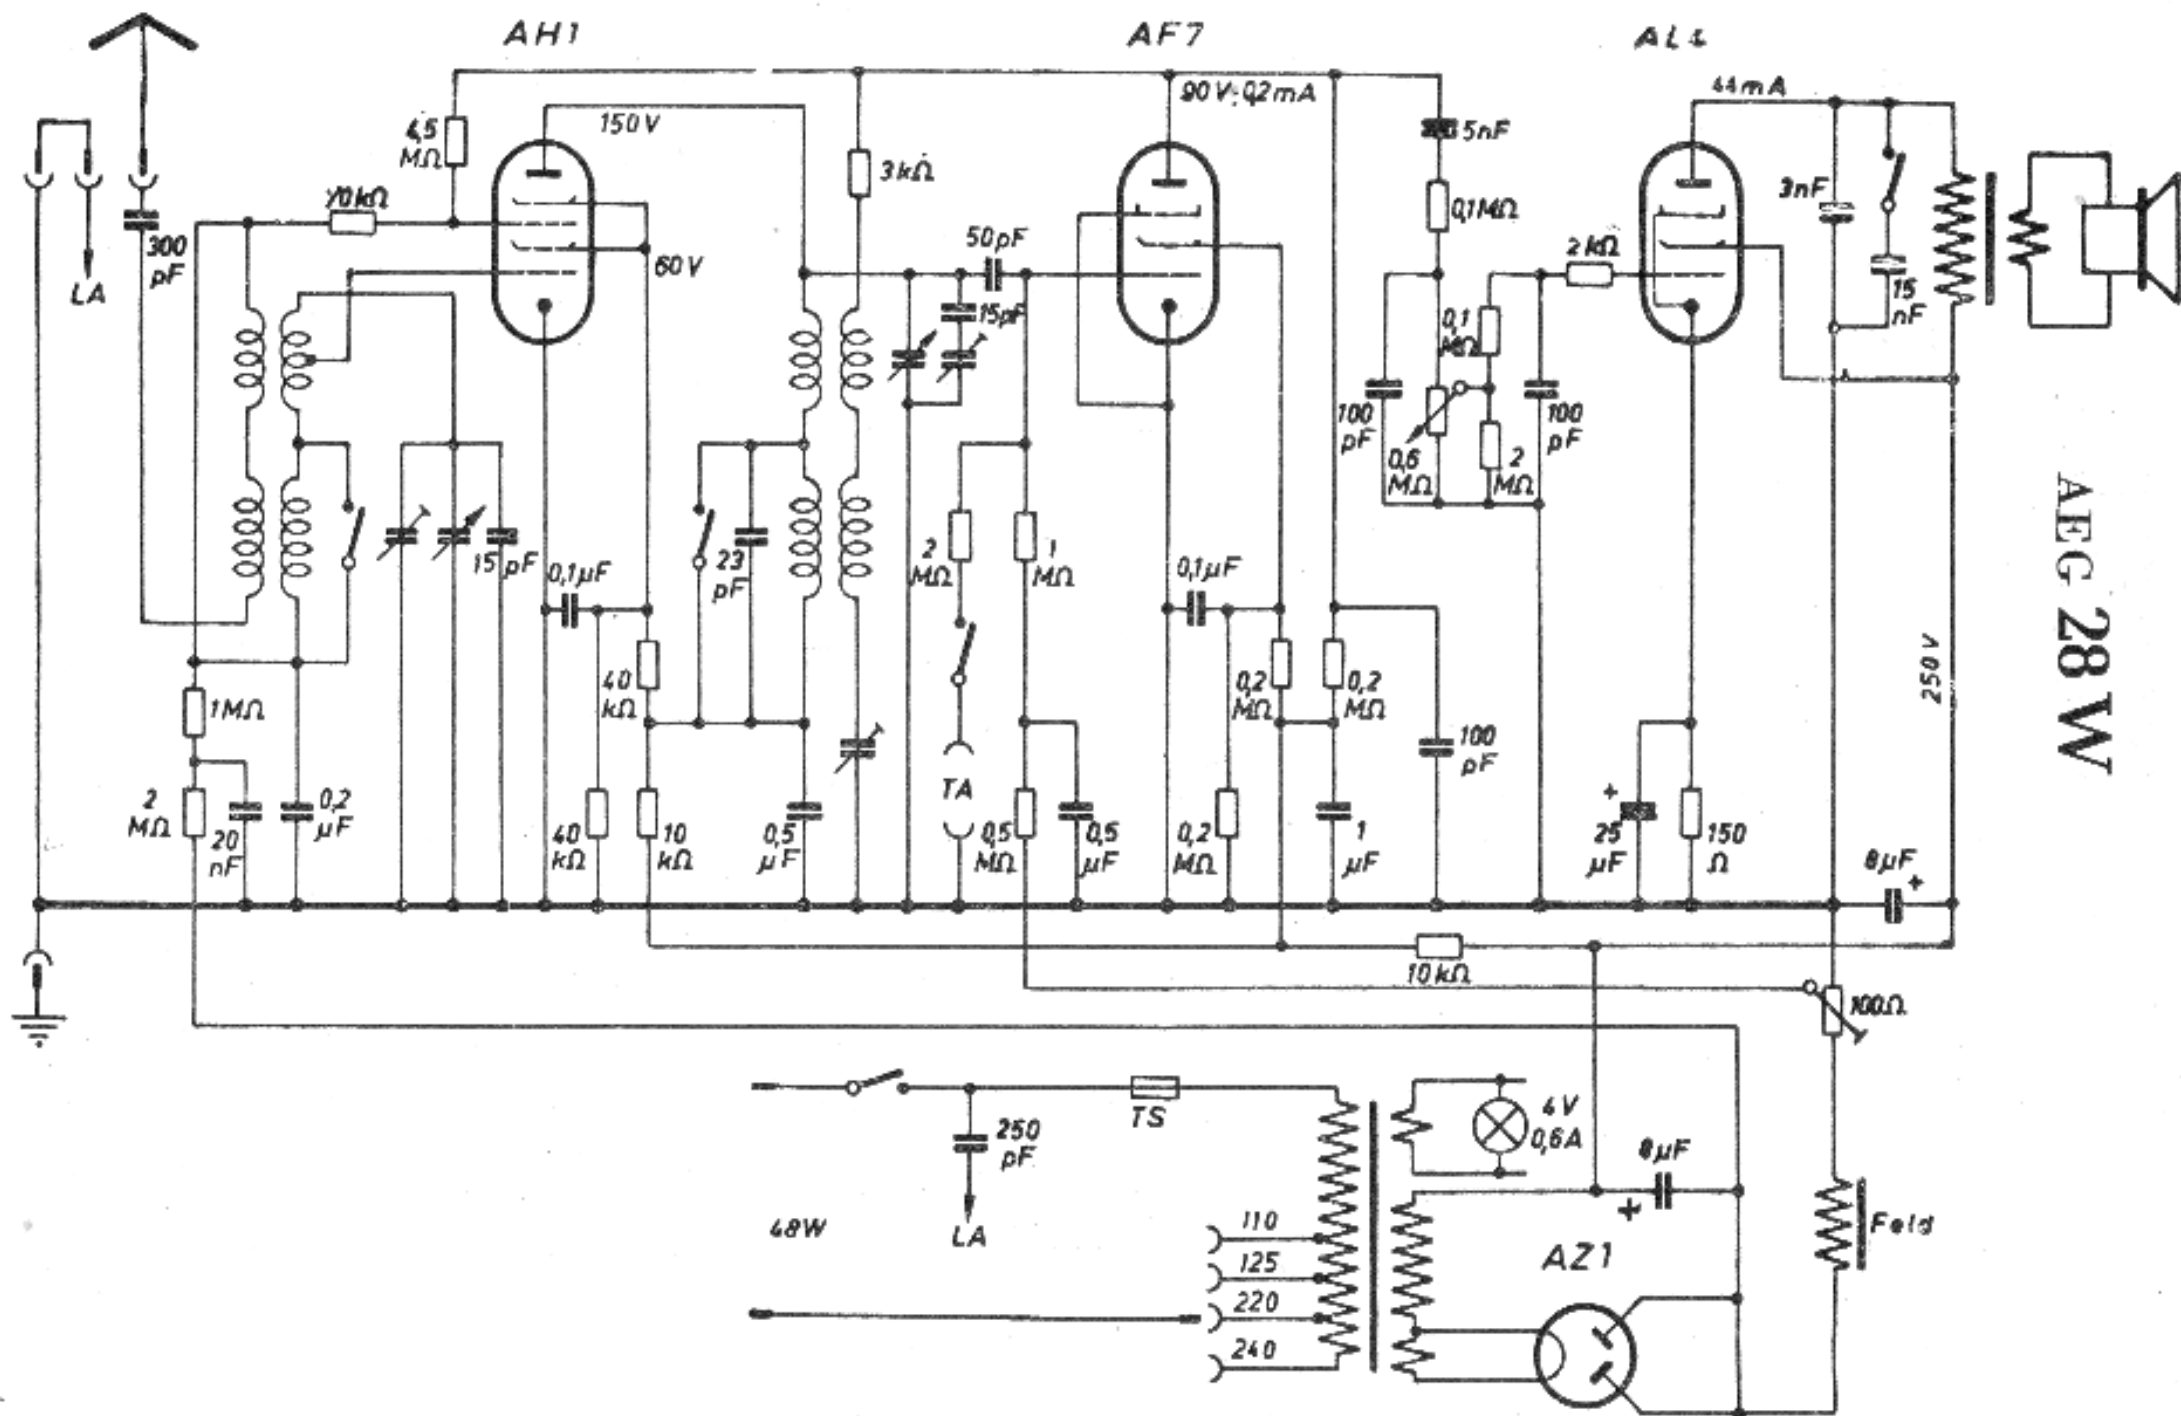 AH1
AF7
AL4
4,5
MΩ
150V
90V;0,2mA
44mA
5nF
3kΩ
70kΩ
300
pF
LA
60V
50pF
0,1MΩ
2kΩ
3nF
15
nF
15pF
0,1
MΩ
100
pF
0,6
MΩ
2
MΩ
100
pF
15pF
0,1µF
23
pF
2
MΩ
1
MΩ
0,1µF
1MΩ
40
kΩ
0,2
MΩ
0,2
MΩ
100
pF
250V
AEG 28W
2
MΩ
20
nF
0,2
µF
40
kΩ
10
kΩ
0,5
µF
TA
0,5
MΩ
0,5
µF
0,2
MΩ
1
µF
+
25
µF
150
Ω
8µF
+
10kΩ
100Ω
250
pF
TS
4V
0,6A
8µF
+
48W
LA
110
125
220
240
AZ1
Feld